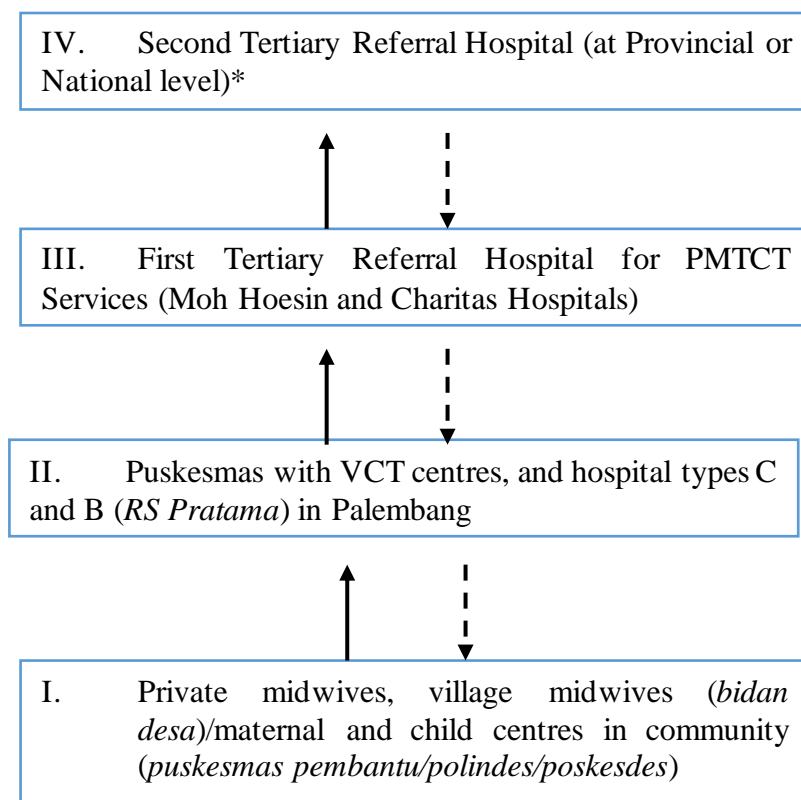 IV. Second Tertiary Referral Hospital (at Provincial or
National level)*
III. First Tertiary Referral Hospital for PMTCT
Services (Moh Hoesin and Charitas Hospitals)
II. Puskesmas with VCT centres, and hospital types C
and B (RS Pratama) in Palembang
I. Private midwives, village midwives (bidan
desa)/maternal and child centres in community
(puskesmas pembantu/polindes/poskesdes)